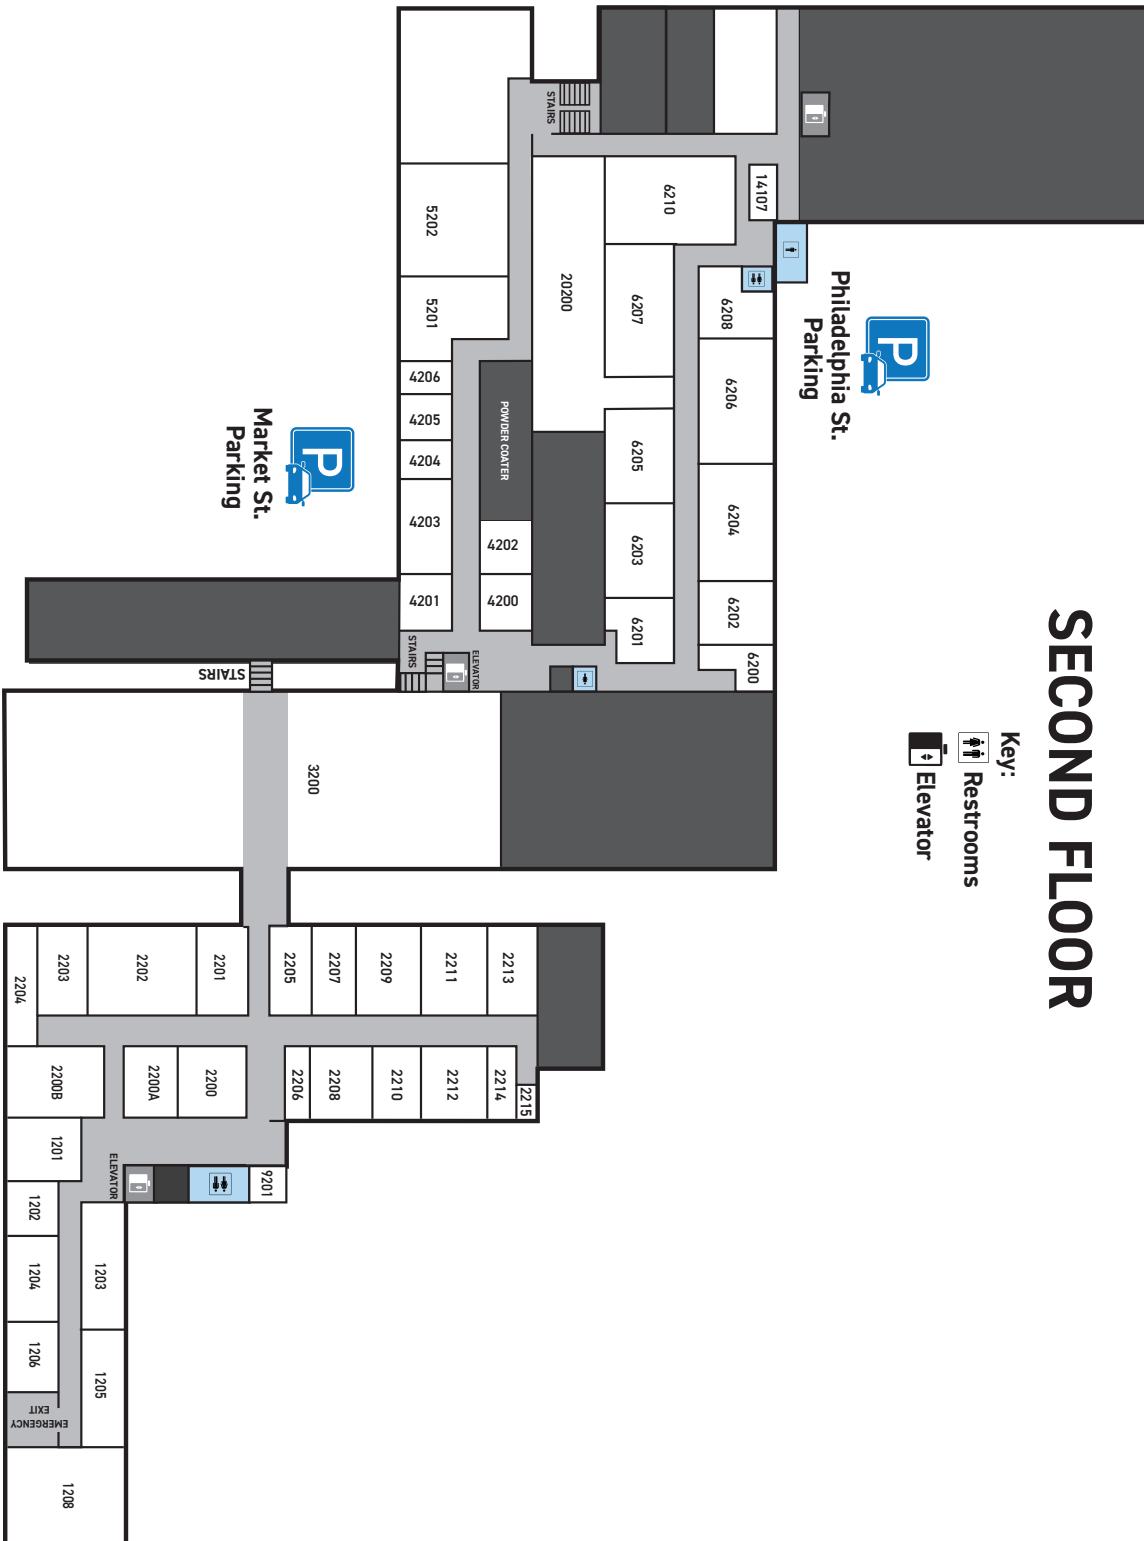 SECOND FLOOR
Key:
Restrooms
Elevator
P
Philadelphia St.
Parking
P
Market St.
Parking
STAIRS
14107
6210
5202
20200
6207
6208
5201
6206
4206
4205
4204
4203
4201
POWDER COATER
4202
4200
6205
6203
6201
6204
6202
6200
STAIRS
ELEVATOR
STAIRS
3200
2204
2203
2202
2201
2205
2207
2209
2211
2213
2200B
2200A
2200
2206
2208
2210
2212
2214
2215
1201
ELEVATOR
9201
1202
1203
1204
1206
1205
EMERGENCY
EXIT
1208